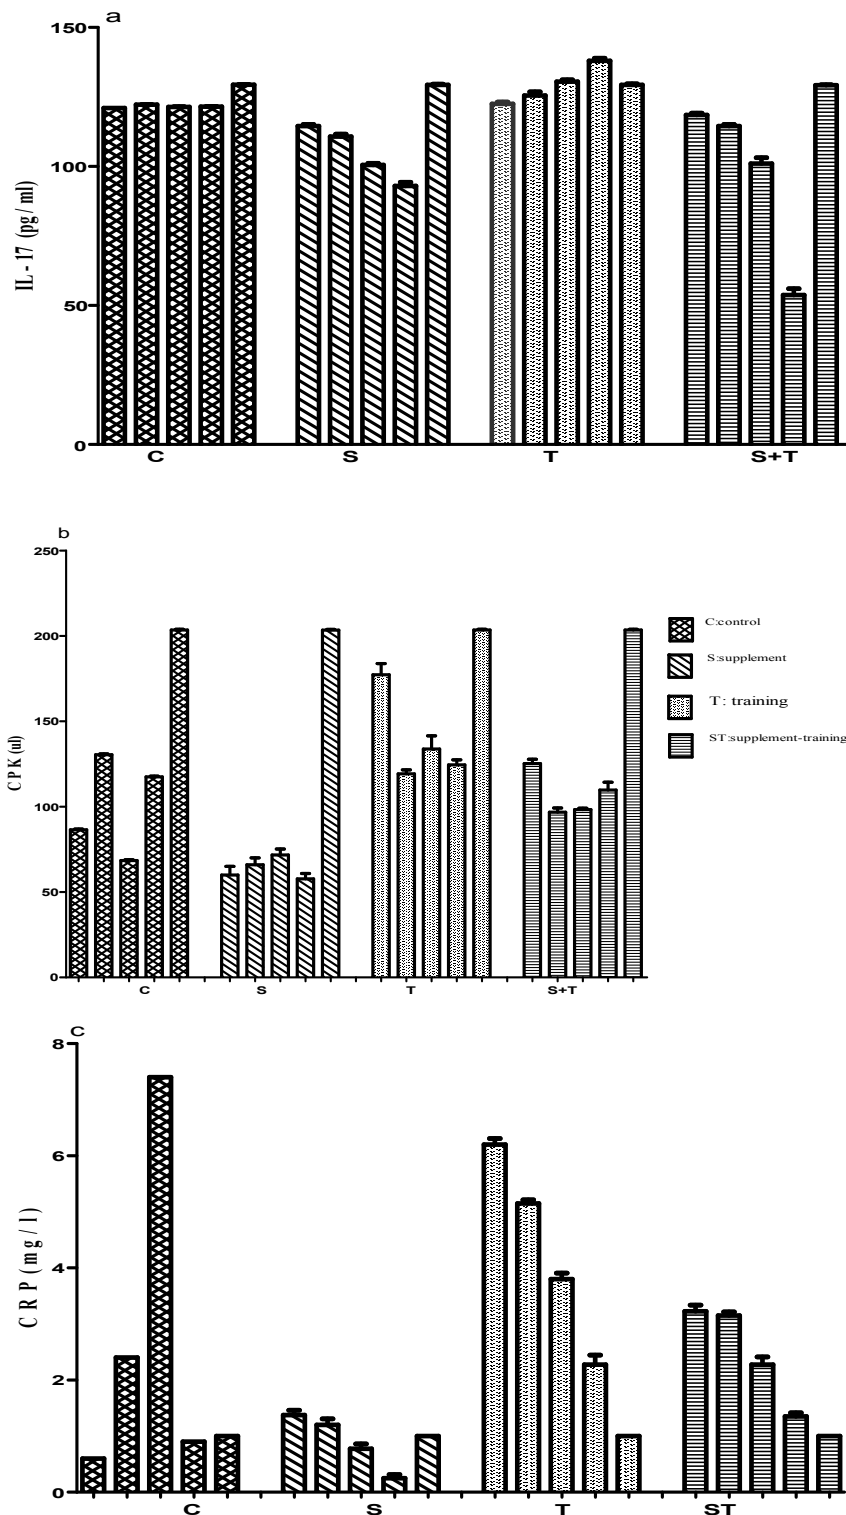 a
150
100
50
0
IL-17 (pg/ml)
C S T S+T
b
250
200
150
100
50
0
CPK (ul)
C S T S+T
C:control
S:supplement
T: training
ST:supplement-training
c
8
6
4
2
0
CRP(mg/l)
C S T ST